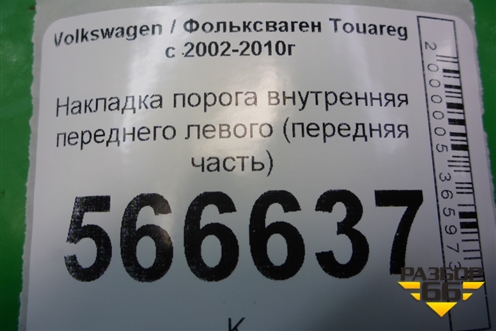 Volkswagen / Фольксваген Touareg
с 2002-2010г
Накладка порога внутренняя
переднего левого (передняя
часть)
566637
К
2000005365973
РАЗБОР
66